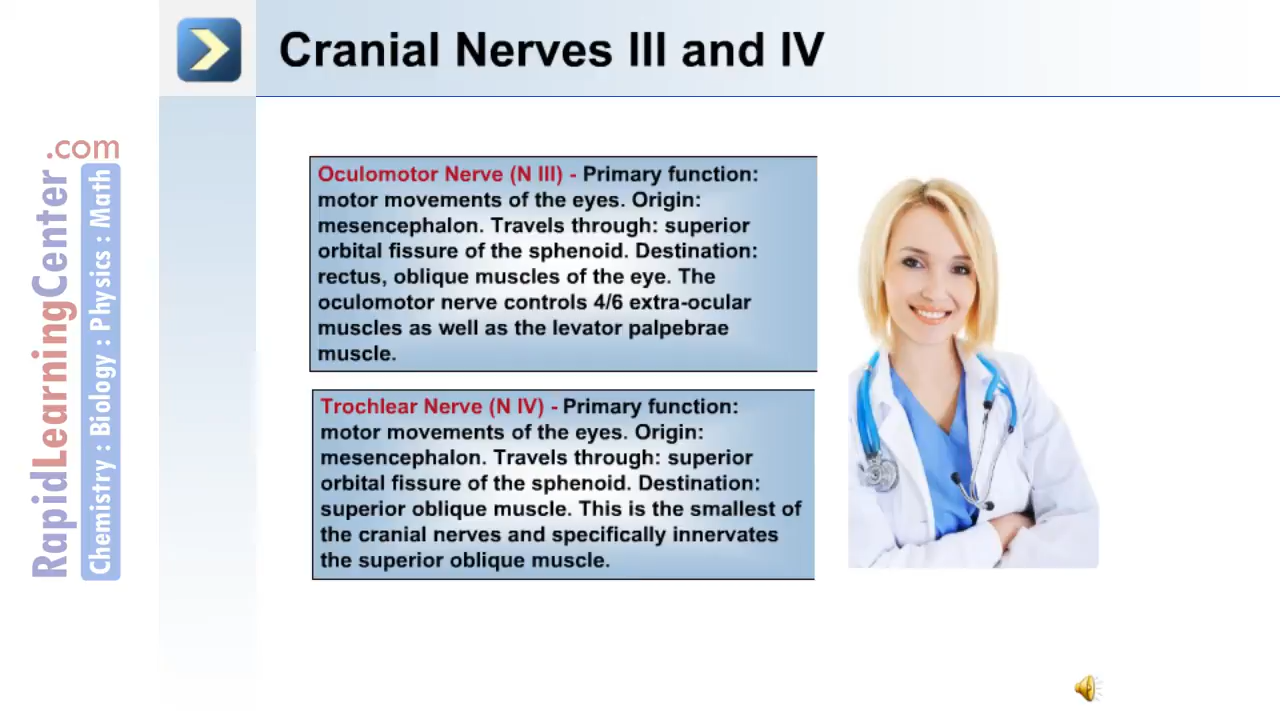 Cranial Nerves III and IV
RapidLearningCenter.com
Chemistry : Biology : Physics : Math
Oculomotor Nerve (N III) - Primary function:
motor movements of the eyes. Origin:
mesencephalon. Travels through: superior
orbital fissure of the sphenoid. Destination:
rectus, oblique muscles of the eye. The
oculomotor nerve controls 4/6 extra-ocular
muscles as well as the levator palpebrae
muscle.
Trochlear Nerve (N IV) - Primary function:
motor movements of the eyes. Origin:
mesencephalon. Travels through: superior
orbital fissure of the sphenoid. Destination:
superior oblique muscle. This is the smallest of
the cranial nerves and specifically innervates
the superior oblique muscle.